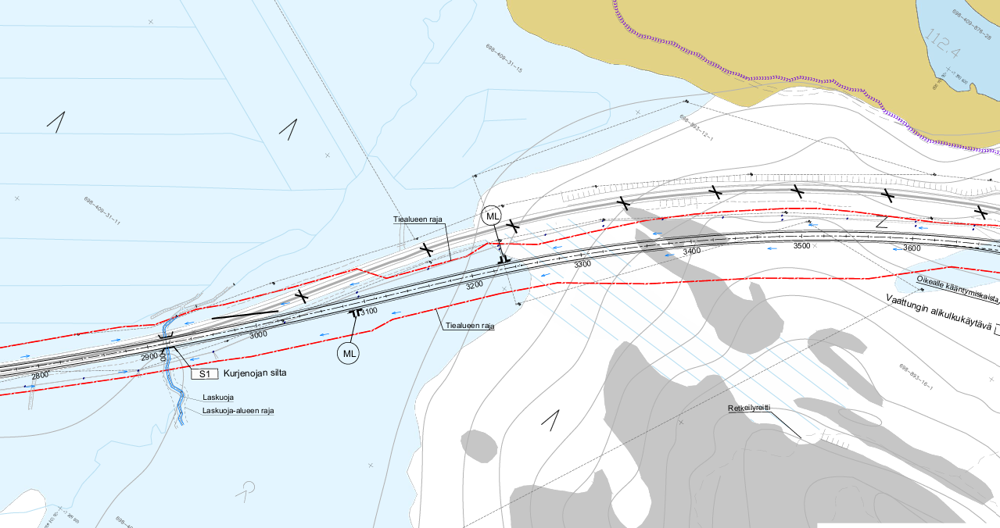 698-409-876-28
112.4
698-409-31-15
698-893-12-1
698-409-31-11
Tiealueen raja
ML
3600
3500
3400
3300
3200
Oikealle kääntymiskaista,
Vaattungin alikulkukäytävä
3100
Tiealueen raja
3000
2900
ML
2800
S1 Kurjenojan silta
698-893-16-1
Laskuoja
Laskuoja-alueen raja
Retkeilyreitti